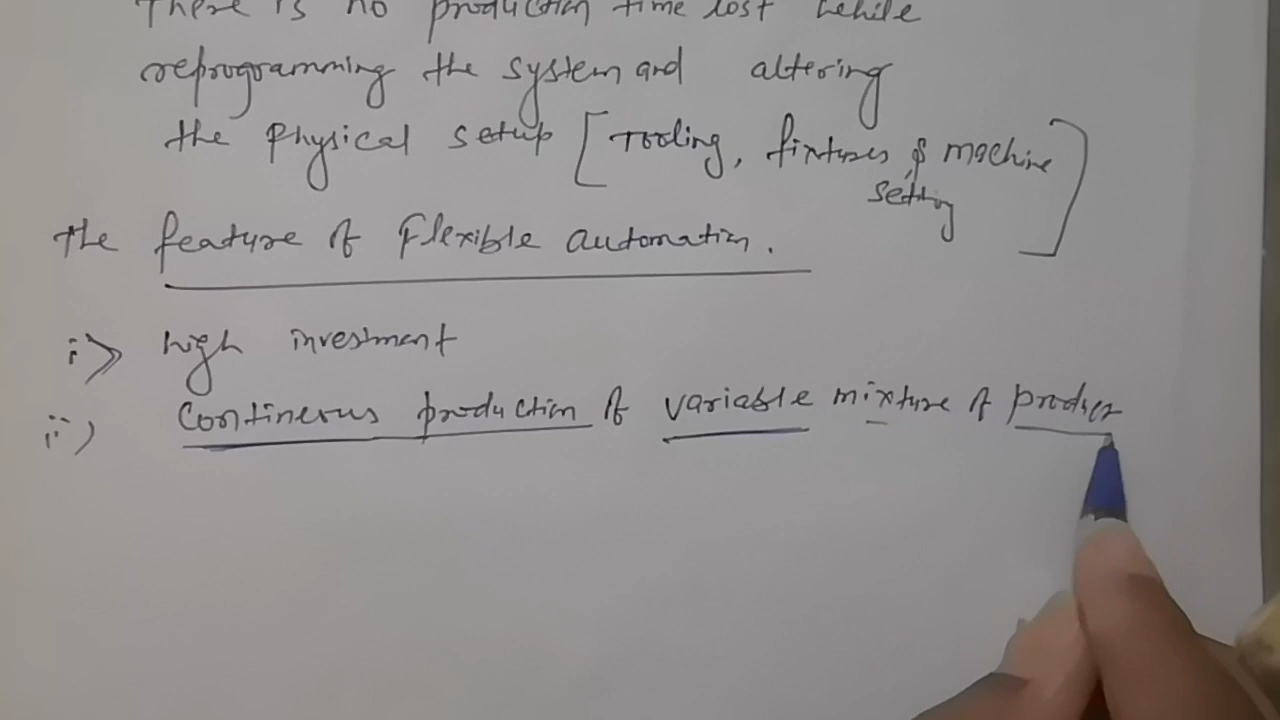 There is no production time lost while
reprogramming the system and altering
the Physical setup [Tooling, fixtures & machine
setting]
The feature of Flexible automation.
i> high investment
ii) Contineous production of variable mixture of product